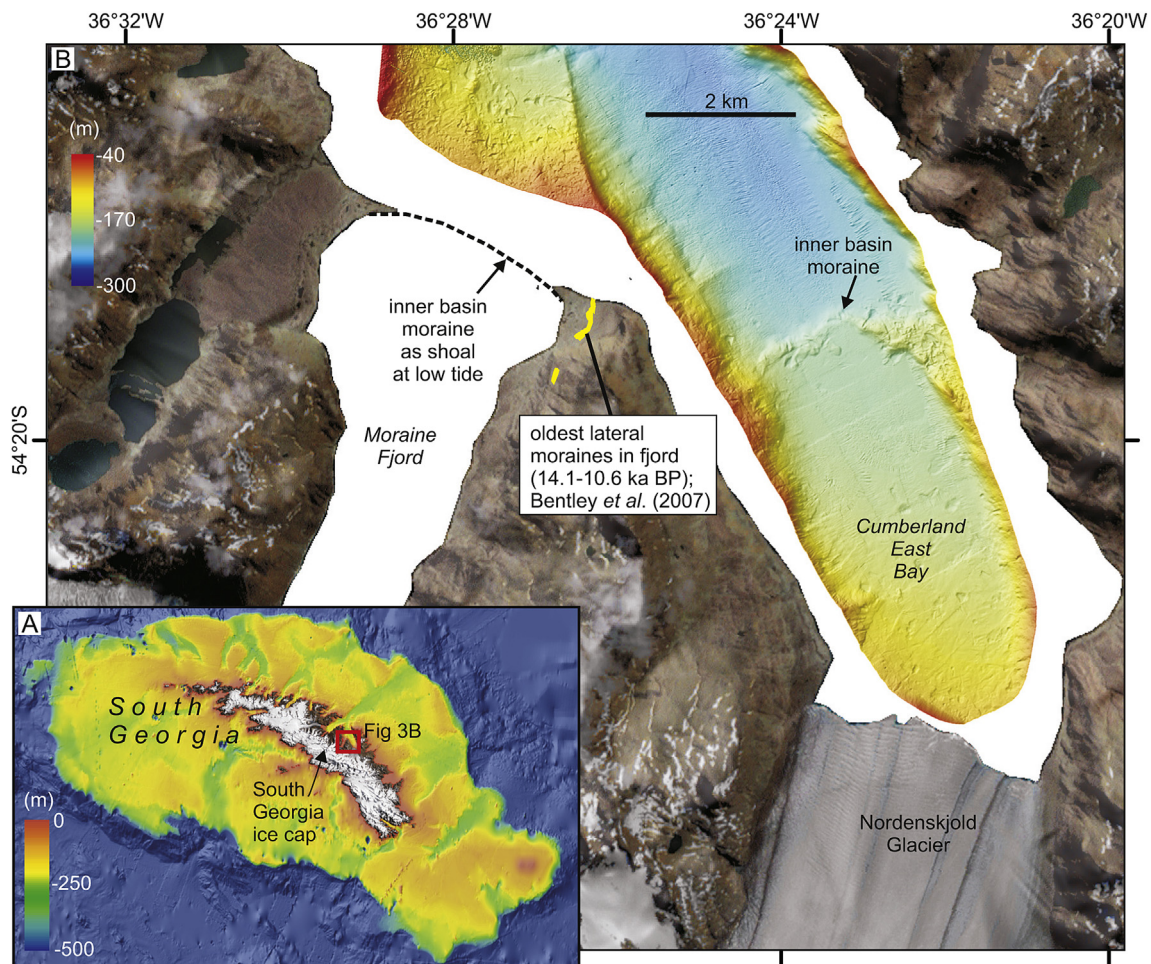 36°32'W
36°28'W
36°24'W
36°20'W
B
(m)
-40
-170
-300
2 km
inner basin
moraine
inner basin
moraine
as shoal
at low tide
54°20'S
Moraine
Fjord
oldest lateral
moraines in fjord
(14.1-10.6 ka BP);
Bentley et al. (2007)
Cumberland
East
Bay
Nordenskjold
Glacier
A
South
Georgia
Fig 3B
South
Georgia
ice cap
(m)
0
-250
-500